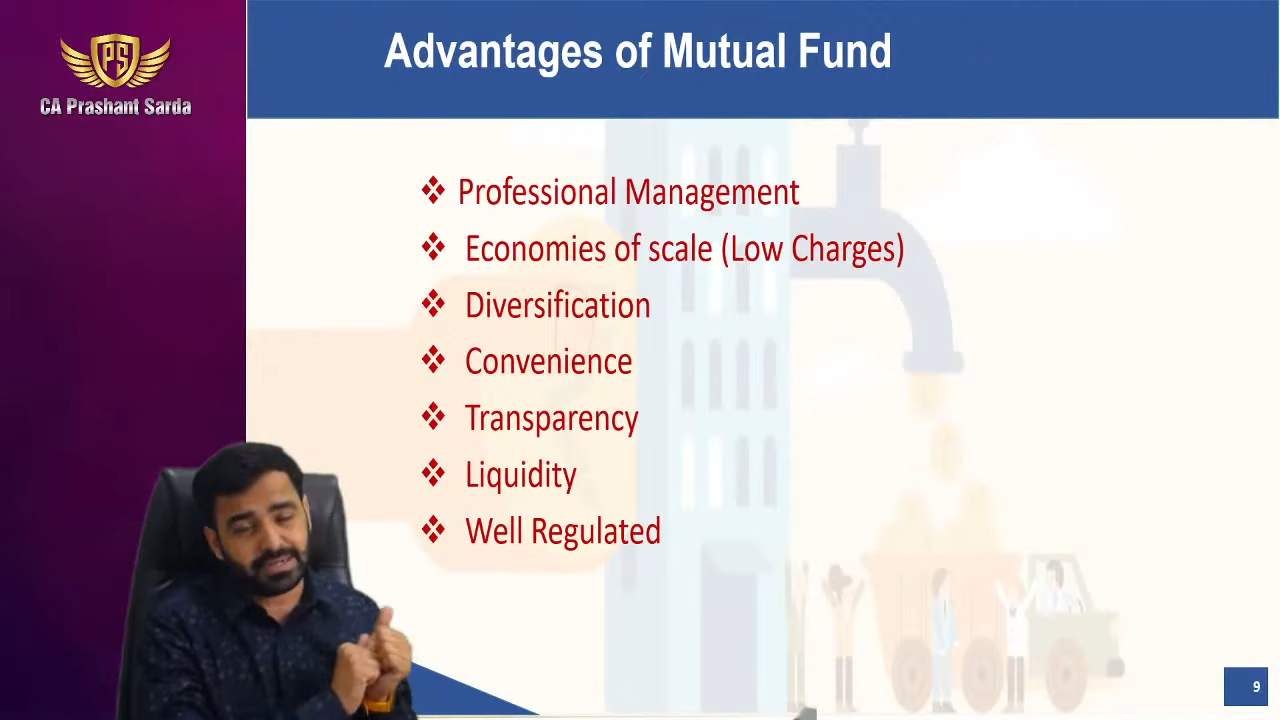 PS
CA Prashant Sarda
Advantages of Mutual Fund
❖ Professional Management
❖ Economies of scale (Low Charges)
❖ Diversification
❖ Convenience
❖ Transparency
❖ Liquidity
❖ Well Regulated
9